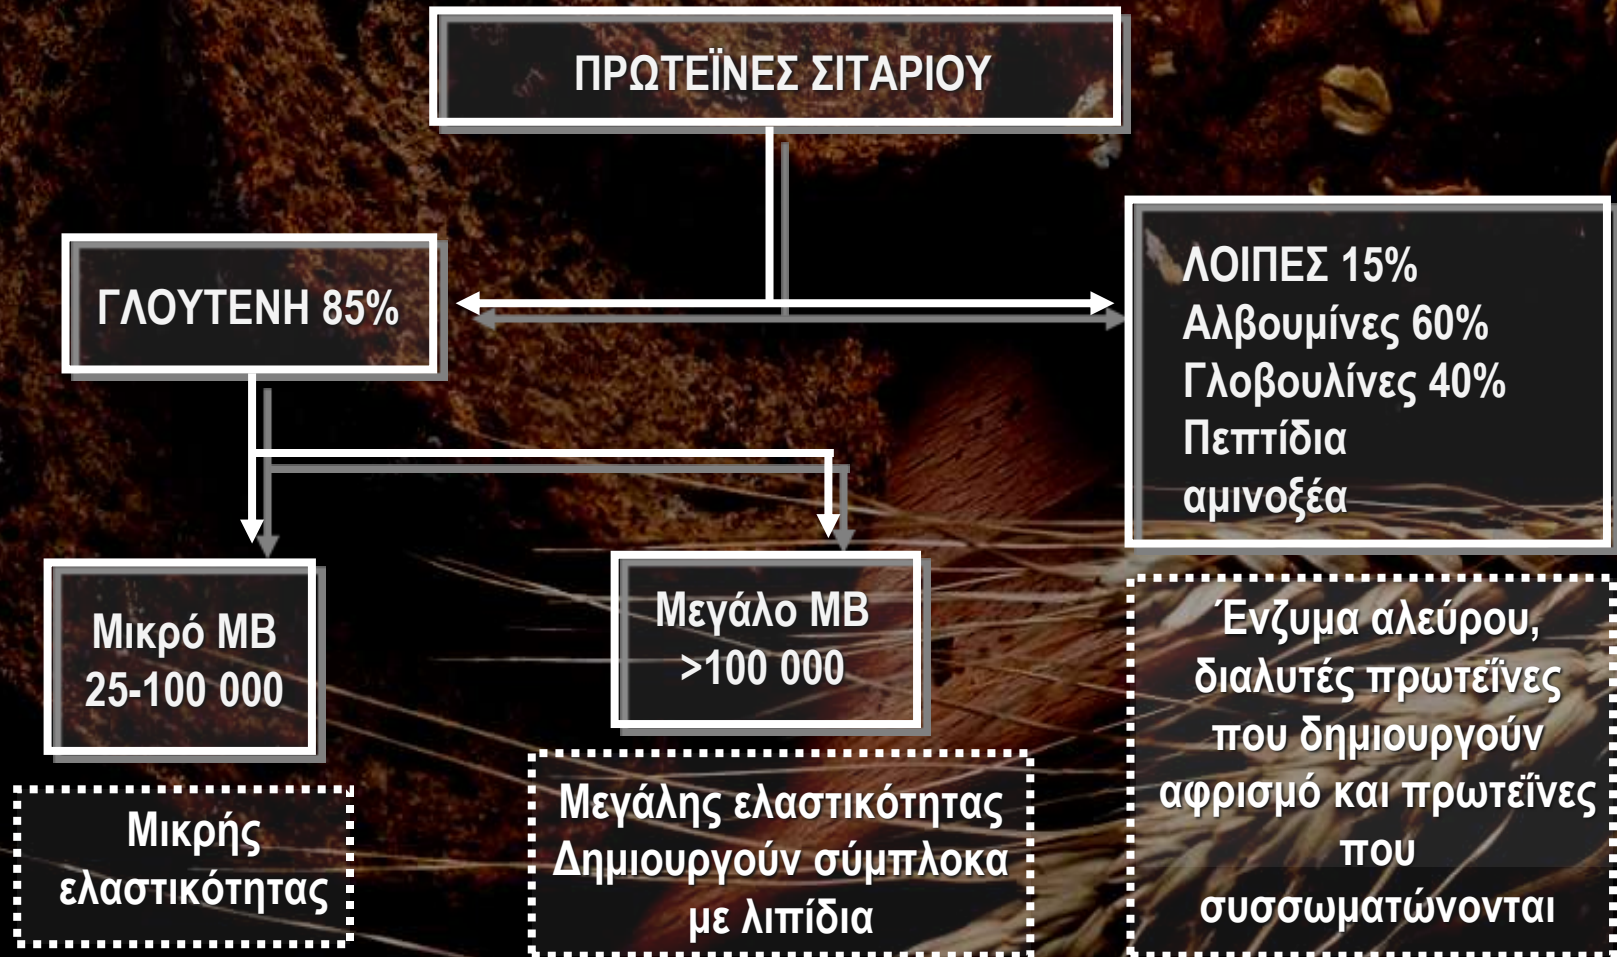 ΠΡΩΤΕΪΝΕΣ ΣΙΤΑΡΙΟΥ
ΓΛΟΥΤΕΝΗ 85%
ΛΟΙΠΕΣ 15%
Αλβουμίνες 60%
Γλοβουλίνες 40%
Πεπτίδια
αμινοξέα
Μικρό ΜΒ
25-100 000
Μεγάλο ΜΒ
>100 000
Μικρής
ελαστικότητας
Μεγάλης ελαστικότητας
Δημιουργούν σύμπλοκα
με λιπίδια
Ένζυμα αλεύρου,
διαλυτές πρωτεΐνες
που δημιουργούν
αφρισμό και πρωτεΐνες
που
συσσωματώνονται